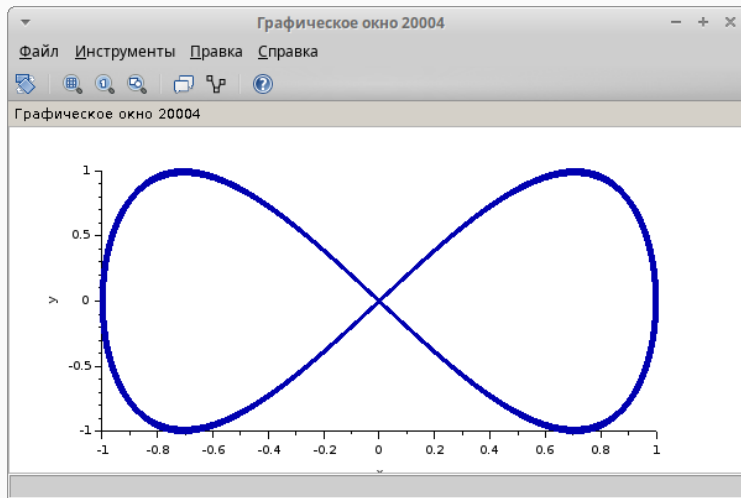 Графическое окно 20004
Файл Инструменты Правка Справка
Графическое окно 20004
1
0.5
y
0
-0.5
-1
-1 -0.8 -0.6 -0.4 -0.2 0 0.2 0.4 0.6 0.8 1